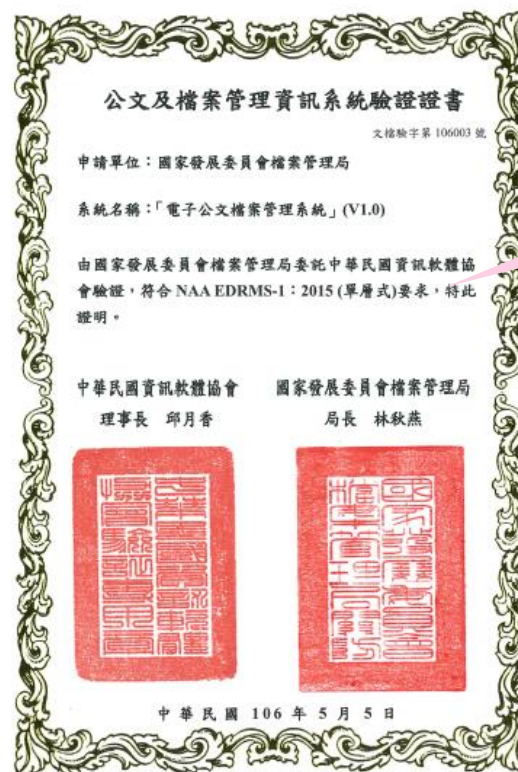 公文及檔案管理資訊系統驗證證書
文檔驗字第 106003 號
申請單位：國家發展委員會檔案管理局
系統名稱：「電子公文檔案管理系統」(V1.0)
由國家發展委員會檔案管理局委託中華民國資訊軟體協
會驗證，符合 NAA EDRMS-1：2015 (單層式)要求，特此
證明。
中華民國資訊軟體協會 國家發展委員會檔案管理局
理事長 邱月香 局長 林秋燕
中華民國 106 年 5 月 5 日